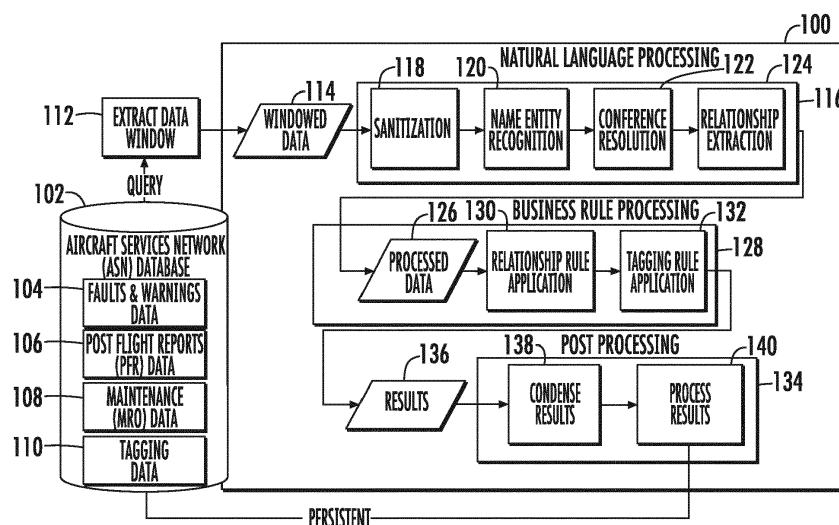 100
NATURAL LANGUAGE PROCESSING
118
120
122
124
116
114
112
EXTRACT DATA
WINDOW
WINDOWED
DATA
SANITIZATION
NAME ENTITY
RECOGNITION
CONFERENCE
RESOLUTION
RELATIONSHIP
EXTRACTION
QUERY
102
AIRCRAFT SERVICES NETWORK
(ASN) DATABASE
104
FAULTS & WARNINGS
DATA
106
POST FLIGHT REPORTS
(PFR) DATA
108
MAINTENANCE
(MRO) DATA
110
TAGGING
DATA
126
130
BUSINESS RULE PROCESSING
132
128
PROCESSED
DATA
RELATIONSHIP RULE
APPLICATION
TAGGING RULE
APPLICATION
136
138
POST PROCESSING
140
134
RESULTS
CONDENSE
RESULTS
PROCESS
RESULTS
PERSISTENT